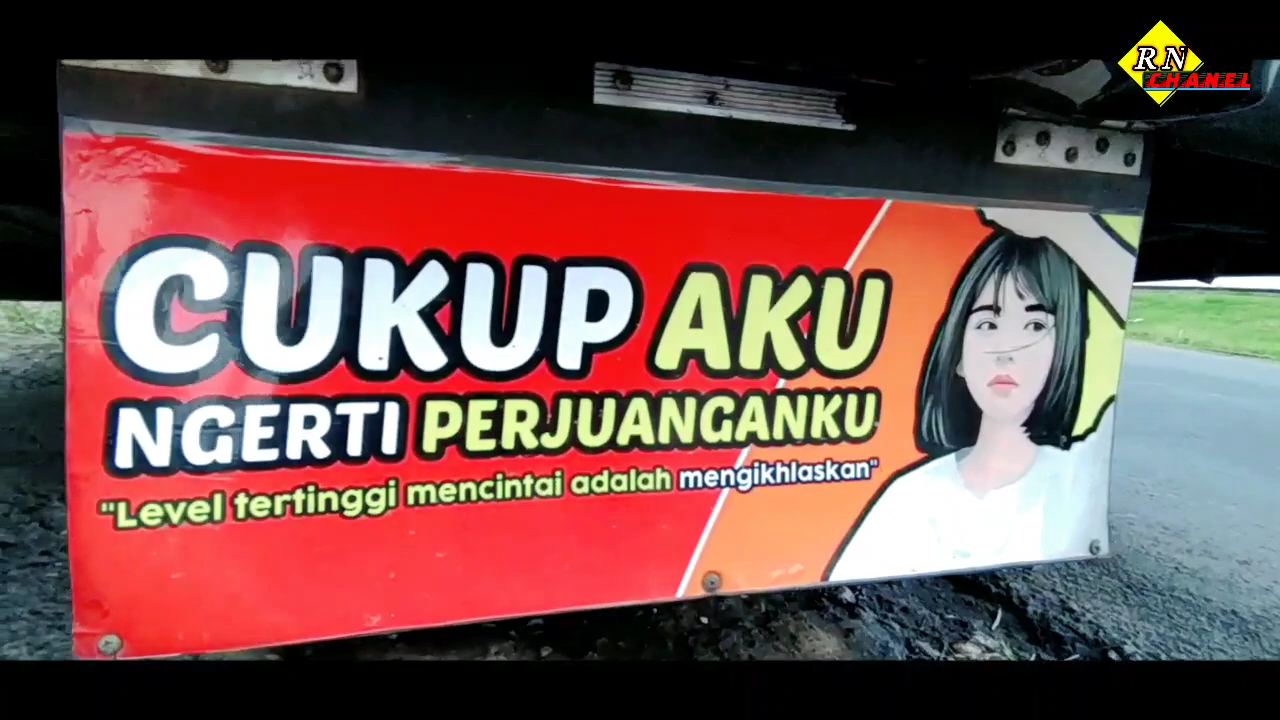 RN
CHANEL
CUKUP AKU
NGERTI PERJUANGANKU
"Level tertinggi mencintai adalah mengikhlaskan"